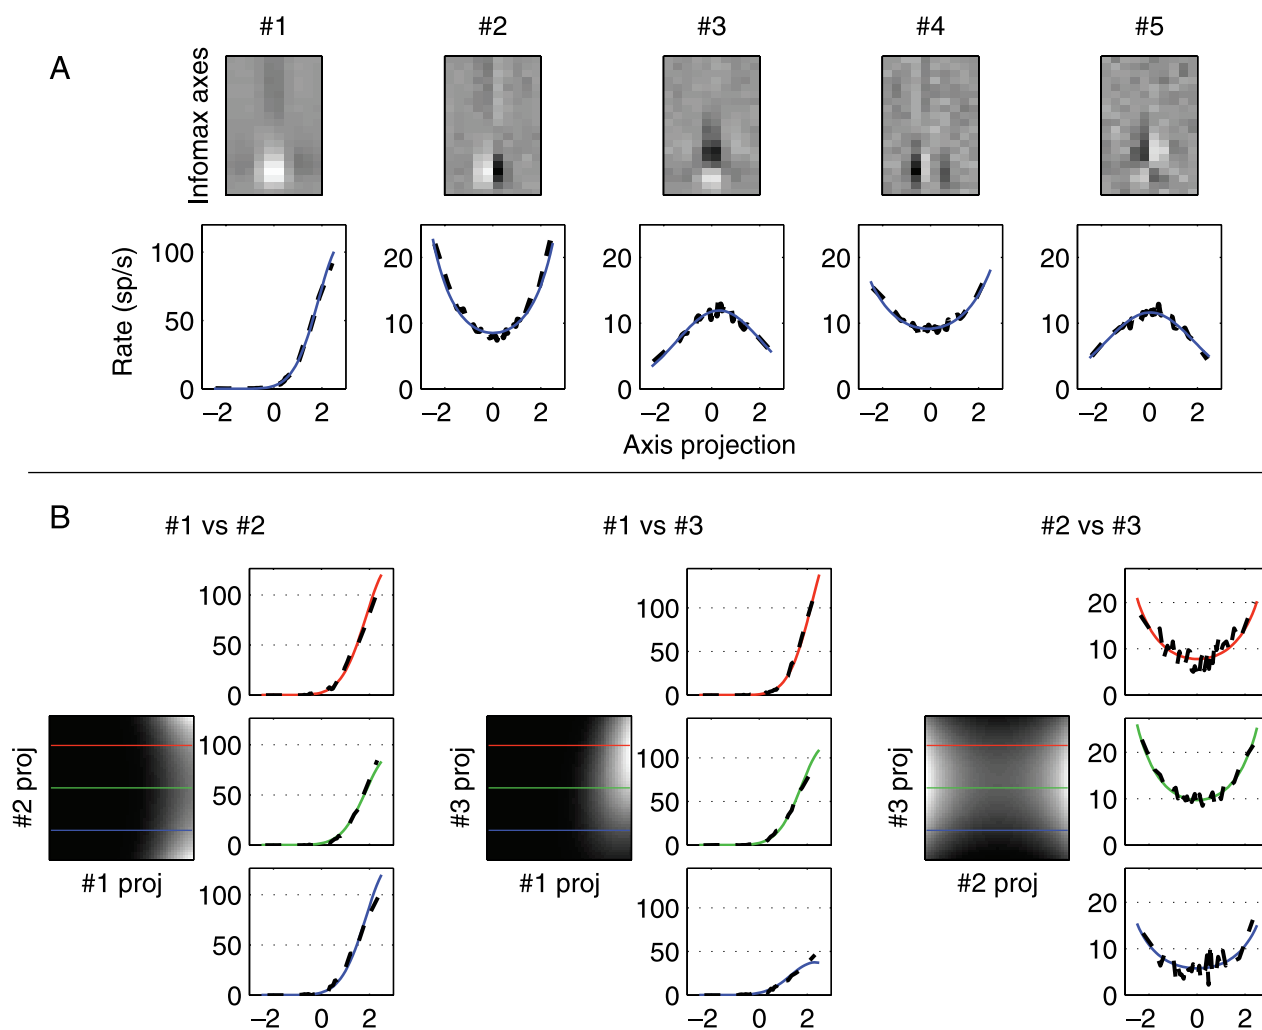 #1 #2 #3 #4 #5
A
Infomax axes
Rate (sp/s)
100 20 20 20 20
50 10 10 10 10
0 0 0 0 0
−2 0 2 −2 0 2 −2 0 2 −2 0 2 −2 0 2
Axis projection
B
#1 vs #2 #1 vs #3 #2 vs #3
100 100 20
50 50 10
0 0 0
#2 proj #3 proj #3 proj
100 100 20
50 50 10
0 0 0
#1 proj #1 proj #2 proj
100 100 20
50 50 10
0 0 0
−2 0 2 −2 0 2 −2 0 2